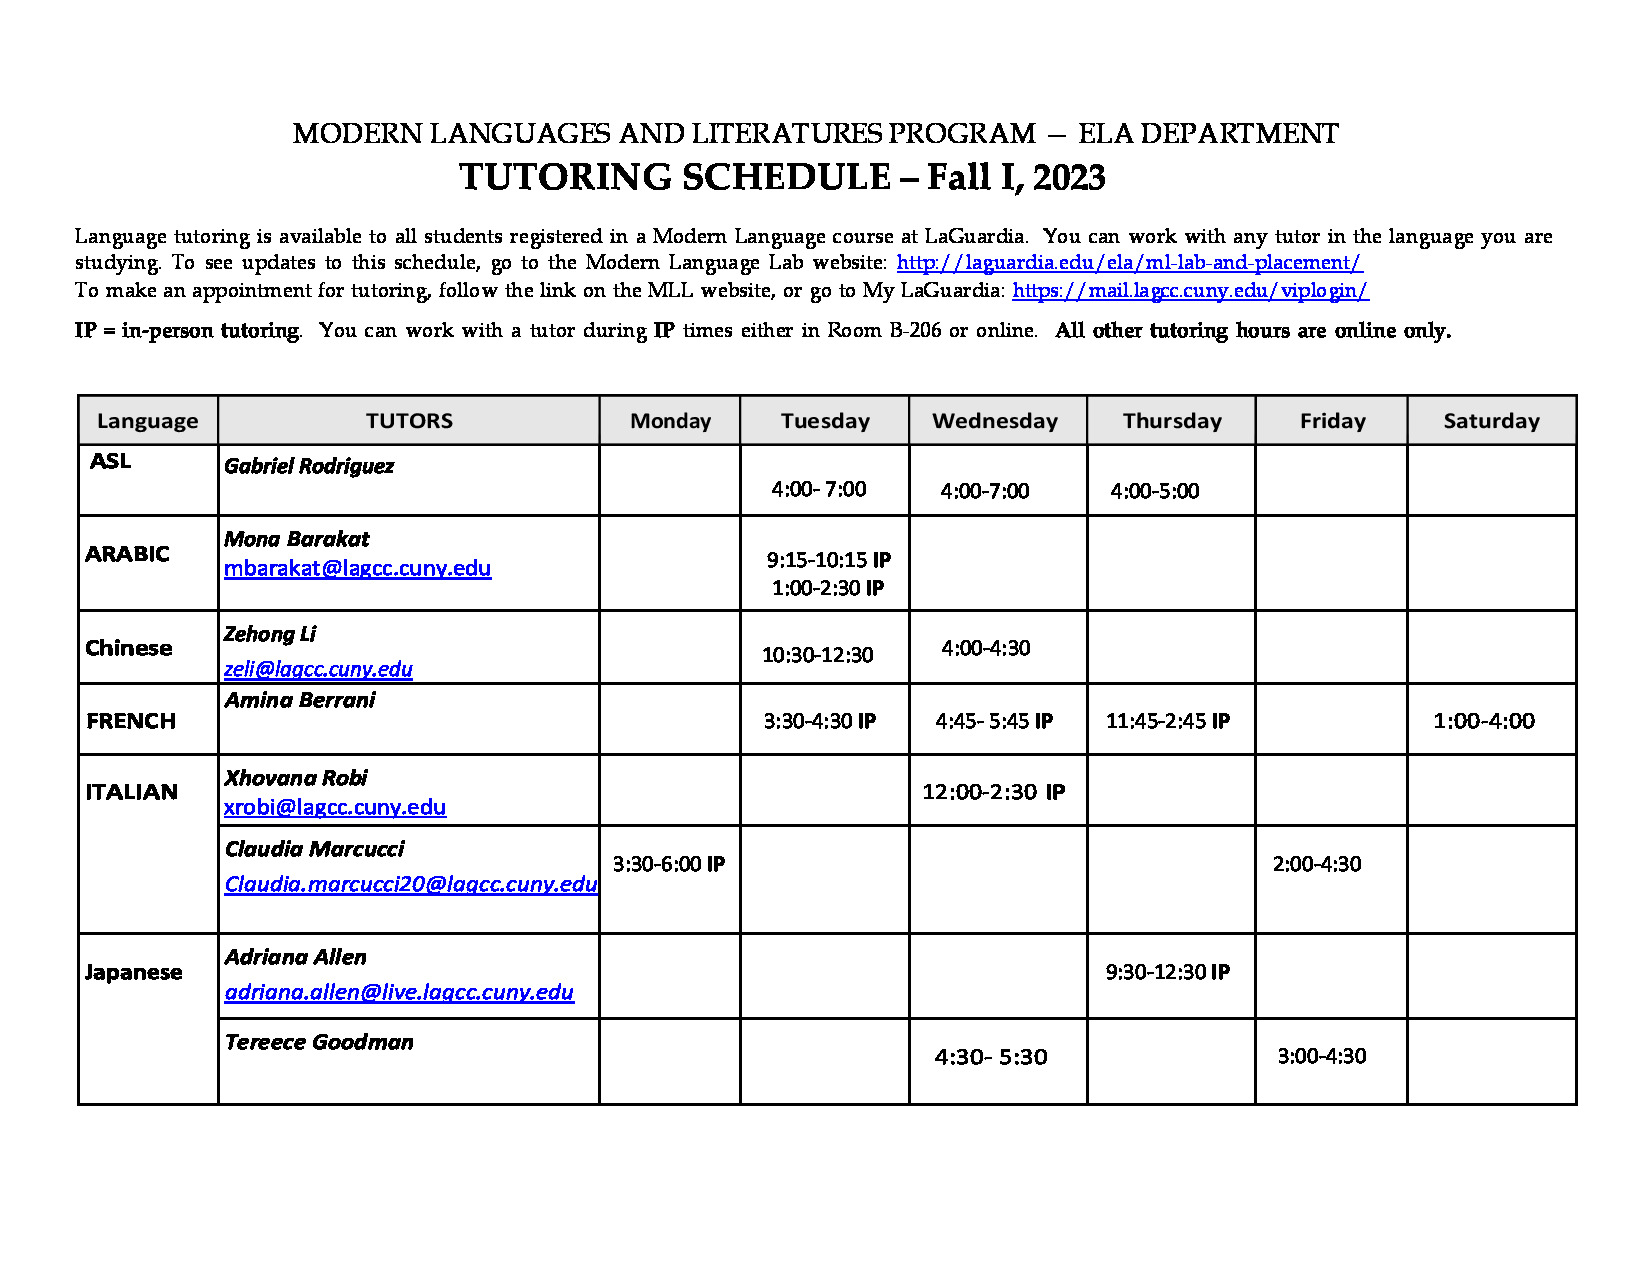 MODERN LANGUAGES AND LITERATURES PROGRAM — ELA DEPARTMENT
TUTORING SCHEDULE – Fall I, 2023
Language tutoring is available to all students registered in a Modern Language course at LaGuardia. You can work with any tutor in the language you are
studying. To see updates to this schedule, go to the Modern Language Lab website: http://laguardia.edu/ela/ml-lab-and-placement/
To make an appointment for tutoring, follow the link on the MLL website, or go to My LaGuardia: https://mail.lagcc.cuny.edu/viplogin/
IP = in-person tutoring. You can work with a tutor during IP times either in Room B-206 or online. All other tutoring hours are online only.
Language TUTORS Monday Tuesday Wednesday Thursday Friday Saturday
ASL Gabriel Rodriguez
4:00- 7:00 4:00-7:00 4:00-5:00
Mona Barakat
ARABIC
mbarakat@lagcc.cuny.edu 9:15-10:15 IP
1:00-2:30 IP
Zehong Li
Chinese 10:30-12:30 4:00-4:30
zeli@lagcc.cuny.edu
Amina Berrani
FRENCH 3:30-4:30 IP 4:45- 5:45 IP 11:45-2:45 IP 1:00-4:00
Xhovana Robi
ITALIAN 12:00-2:30 IP
xrobi@lagcc.cuny.edu
Claudia Marcucci
3:30-6:00 IP 2:00-4:30
Claudia.marcucci20@lagcc.cuny.edu
Adriana Allen
Japanese 9:30-12:30 IP
adriana.allen@live.lagcc.cuny.edu
Tereece Goodman
4:30- 5:30 3:00-4:30